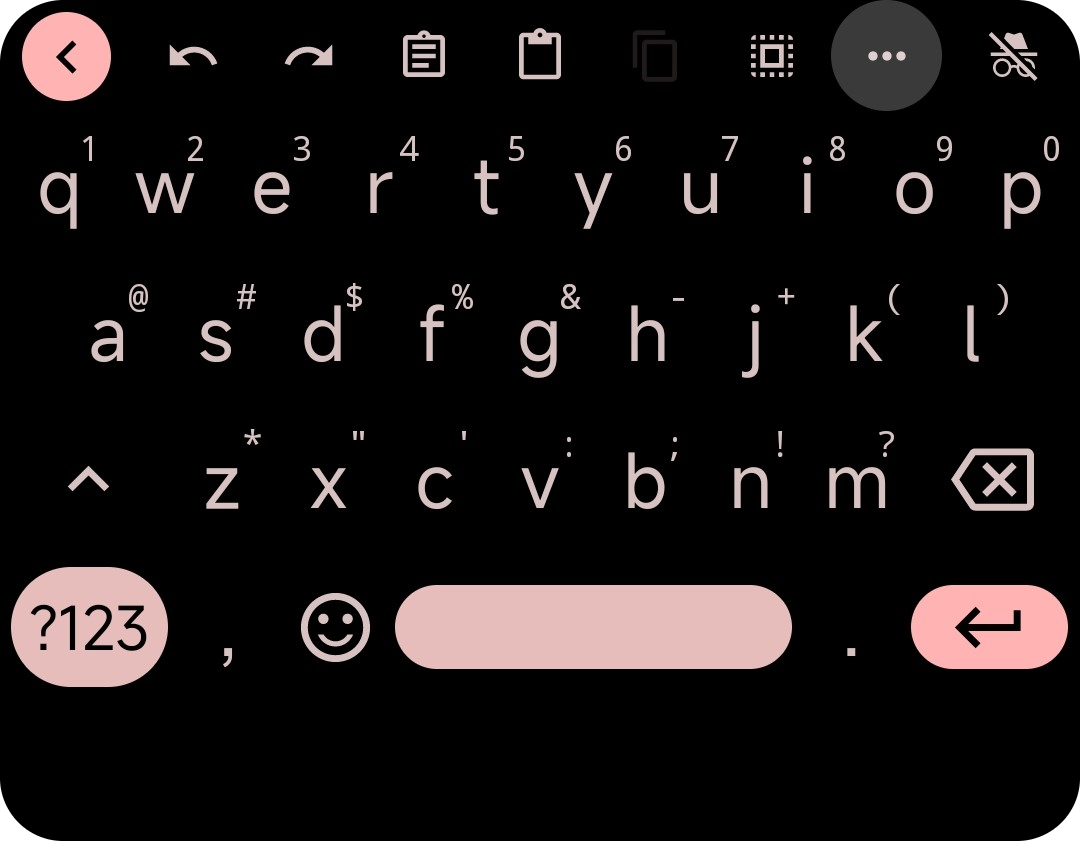 1 2 3 4 5 6 7 8 9 0
q w e r t y u i o p
@ # $ % & - + ( )
a s d f g h j k l
* " ' : ; ! ?
z x c v b n m
?123 , .